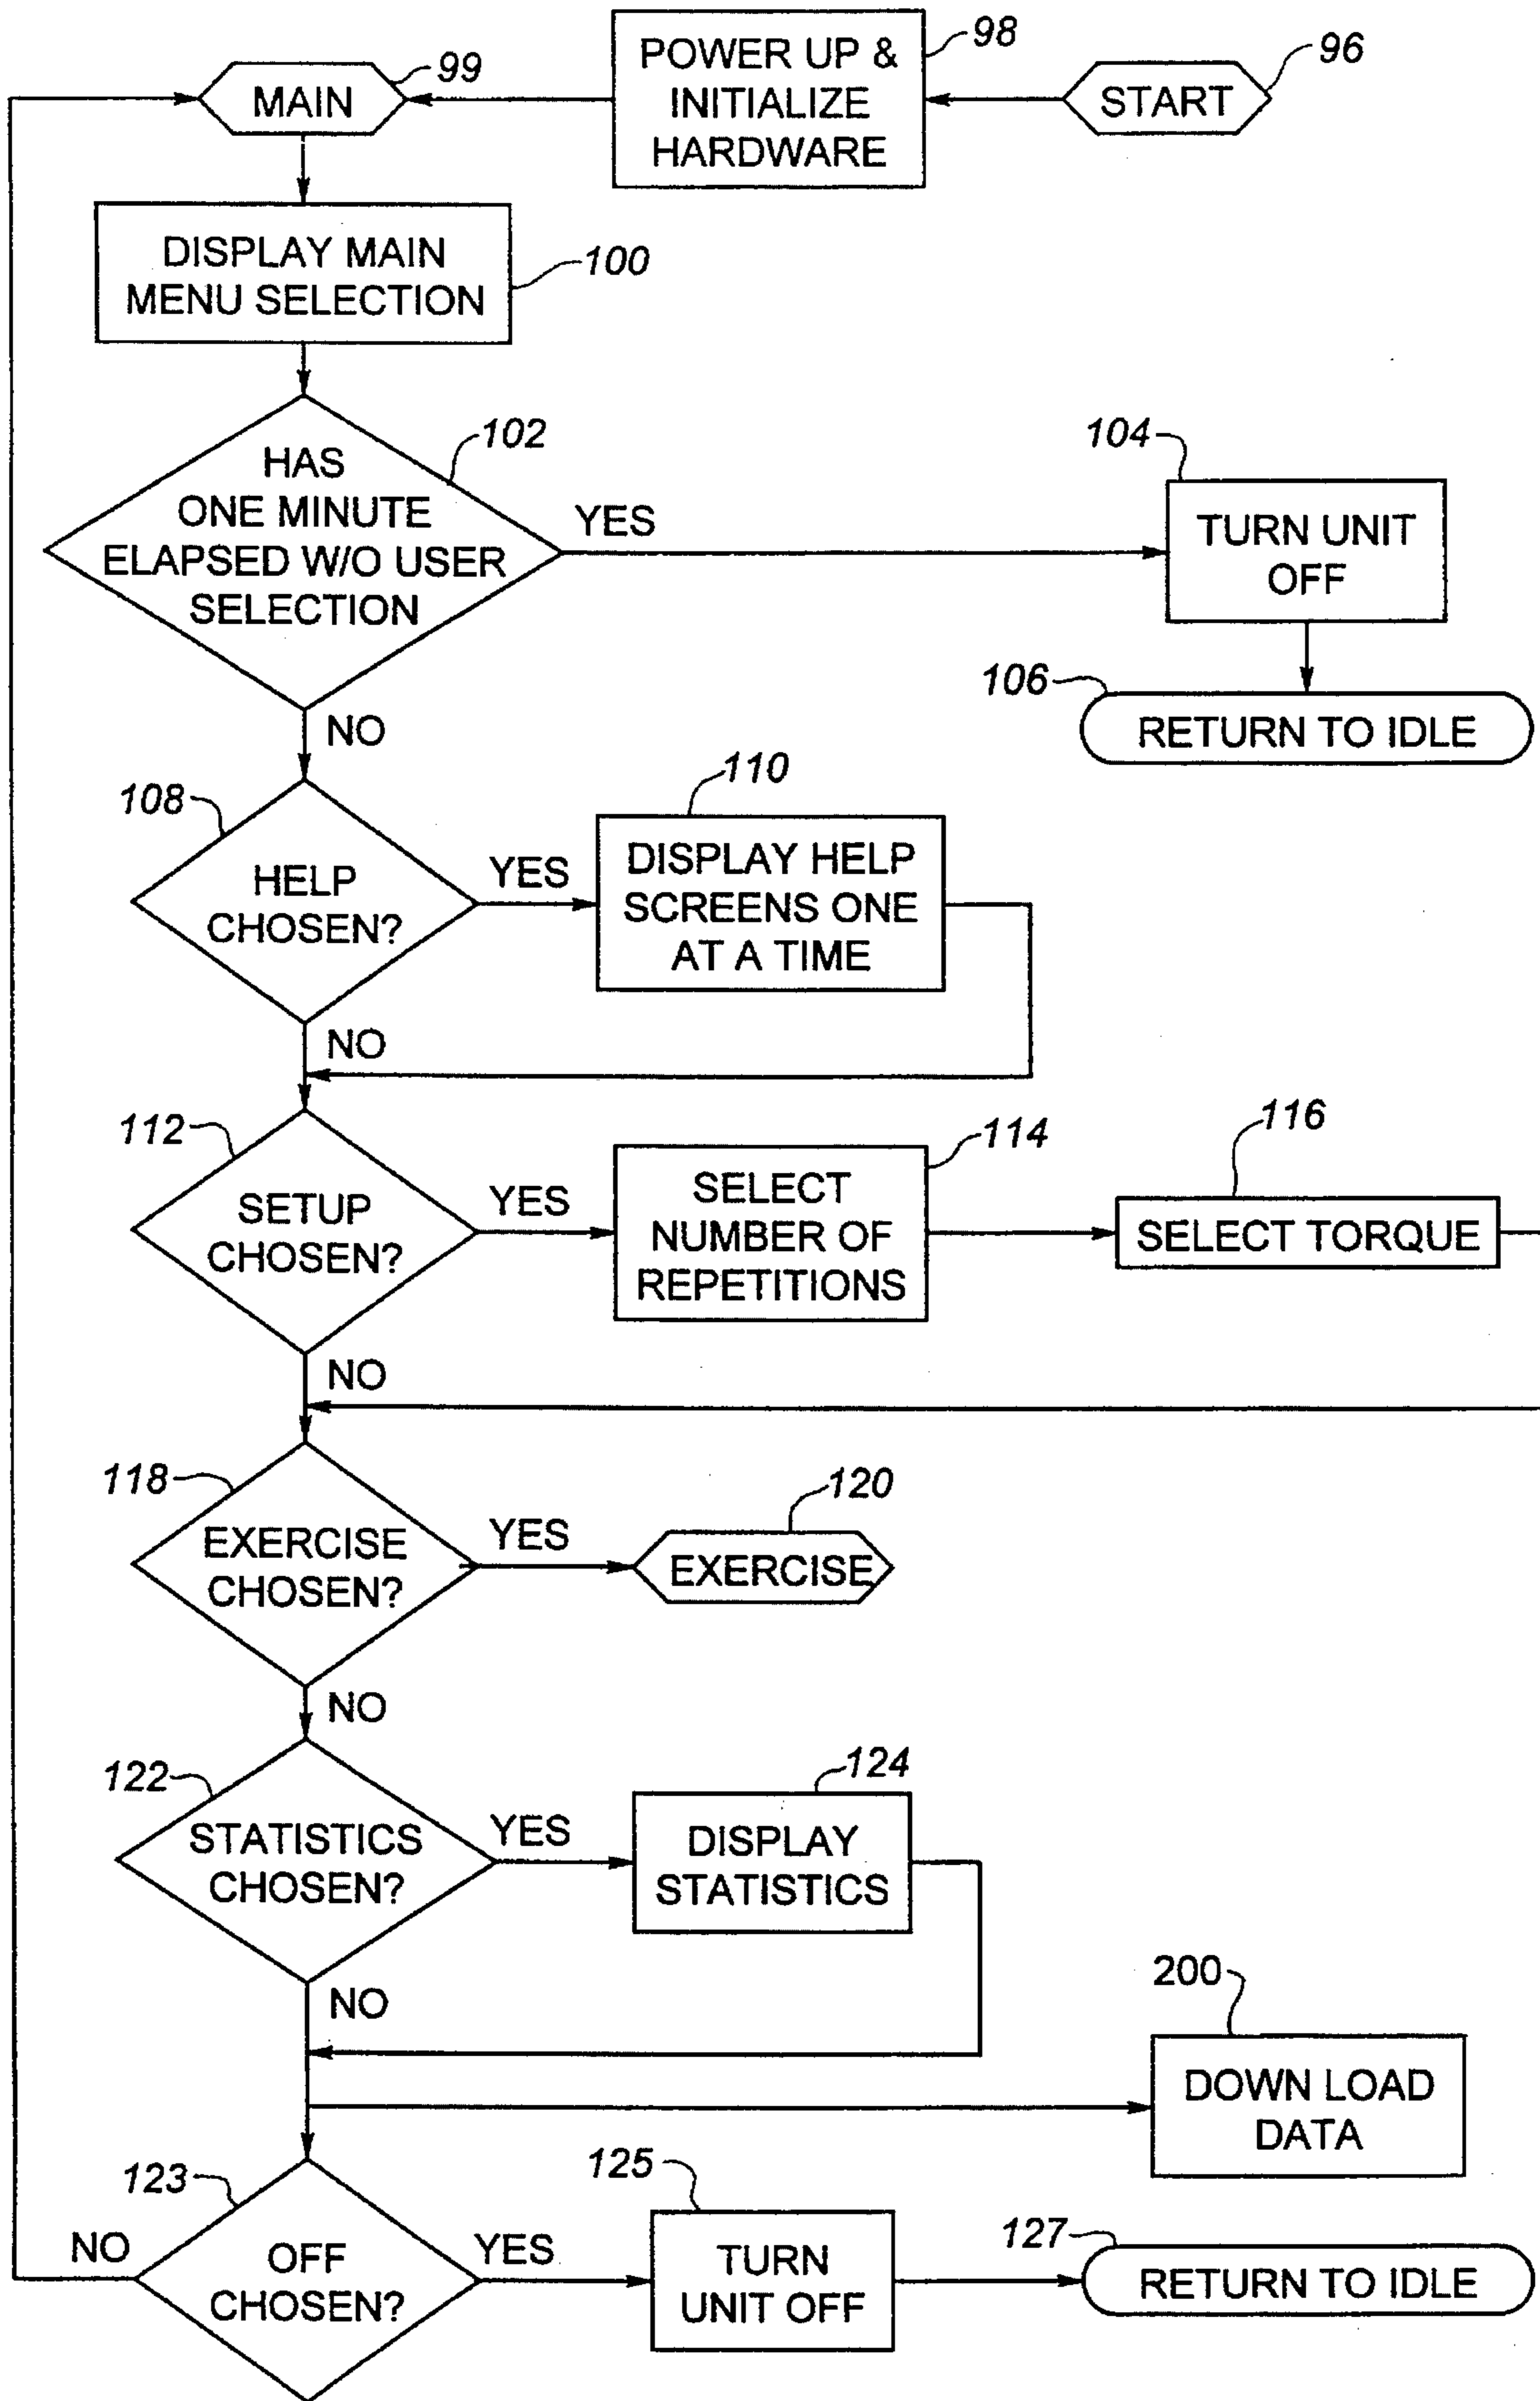 POWER UP &
INITIALIZE
HARDWARE
98
START
96
MAIN
99
DISPLAY MAIN
MENU SELECTION
100
HAS
ONE MINUTE
ELAPSED W/O USER
SELECTION
102
YES
104
TURN UNIT
OFF
106
RETURN TO IDLE
NO
108
HELP
CHOSEN?
YES
110
DISPLAY HELP
SCREENS ONE
AT A TIME
NO
112
SETUP
CHOSEN?
YES
114
SELECT
NUMBER OF
REPETITIONS
116
SELECT TORQUE
NO
118
EXERCISE
CHOSEN?
YES
120
EXERCISE
NO
122
STATISTICS
CHOSEN?
YES
124
DISPLAY
STATISTICS
NO
200
DOWN LOAD
DATA
123
NO
OFF
CHOSEN?
YES
125
TURN
UNIT OFF
127
RETURN TO IDLE